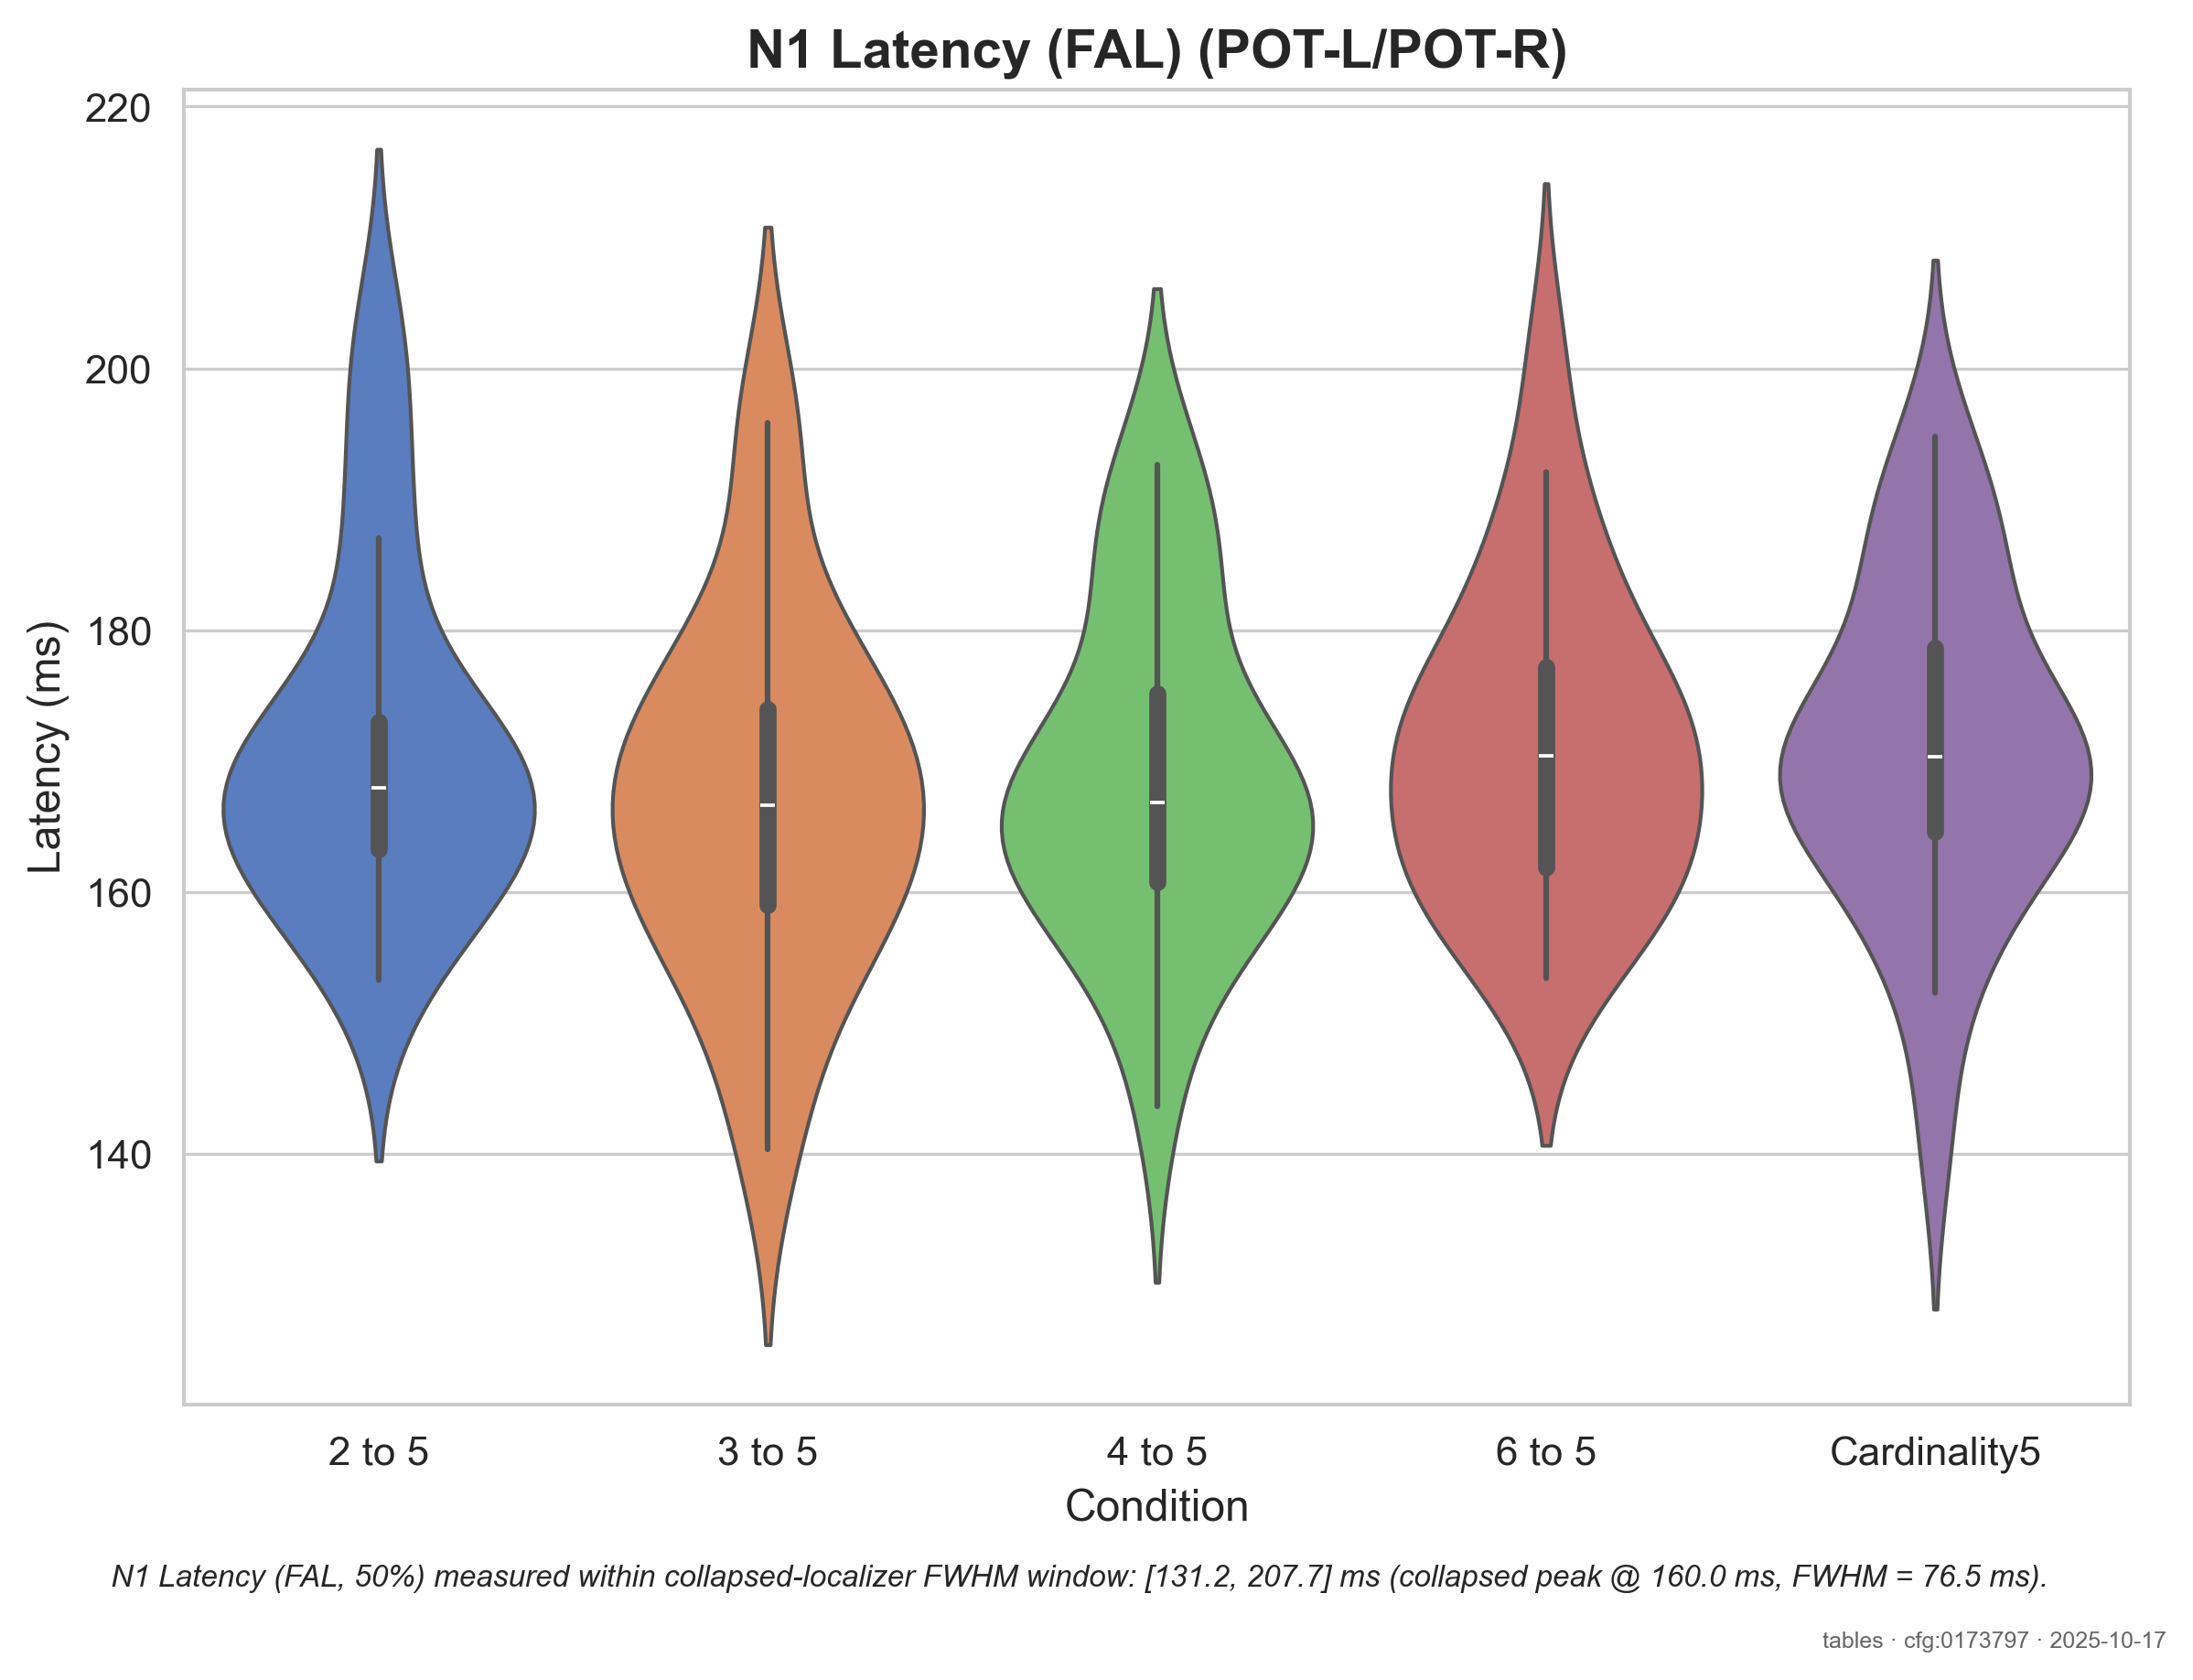 N1 Latency (FAL) (POT-L/POT-R)
220
200
180
160
140
Latency (ms)
2 to 5
3 to 5
4 to 5
6 to 5
Cardinality5
Condition
N1 Latency (FAL, 50%) measured within collapsed-localizer FWHM window: [131.2, 207.7] ms (collapsed peak @ 160.0 ms, FWHM = 76.5 ms).
tables · cfg:0173797 · 2025-10-17